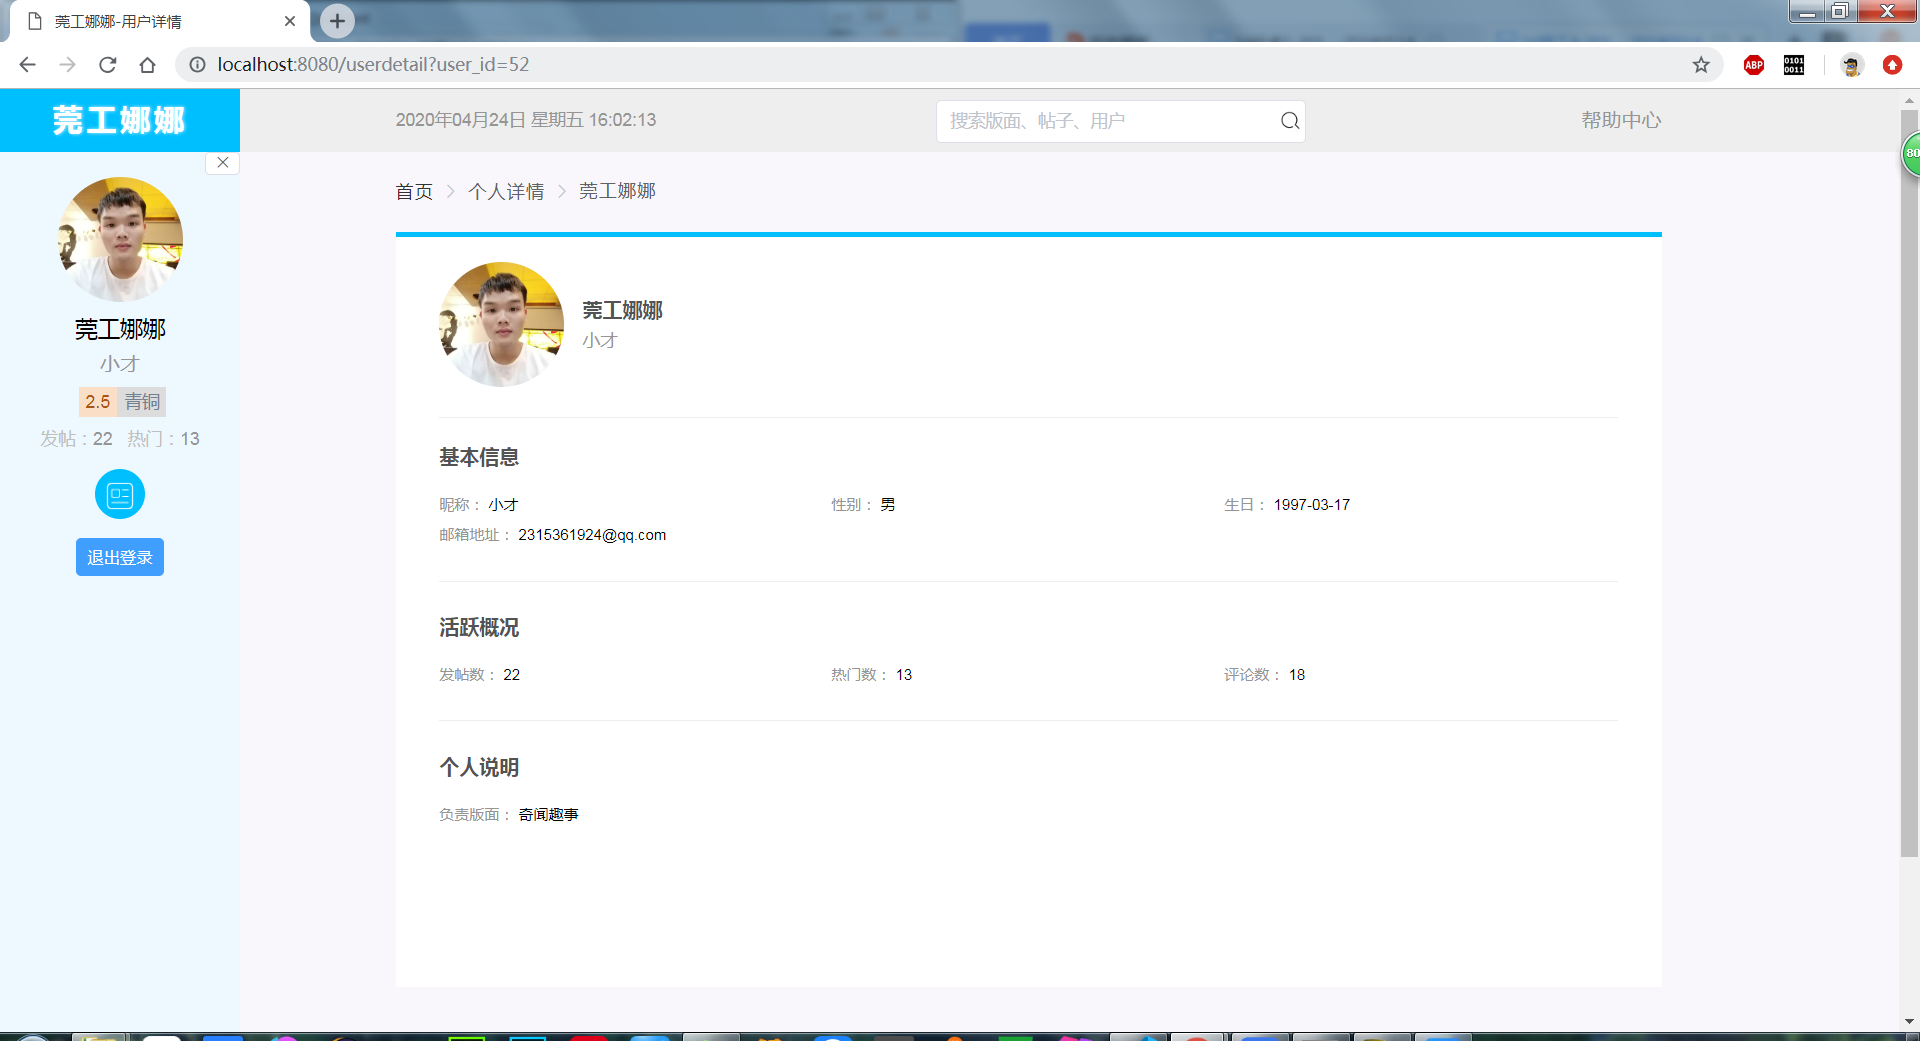 莞工娜娜-用户详情
localhost:8080/userdetail?user_id=52
ABP
0101
0011
莞工娜娜
2020年04月24日 星期五 16:02:13
搜索版面、帖子、用户
帮助中心
80
首页 > 个人详情 > 莞工娜娜
莞工娜娜
小才
2.5 青铜
发帖：22 热门：13
退出登录
莞工娜娜
小才
基本信息
昵称： 小才 性别： 男 生日： 1997-03-17
邮箱地址： 2315361924@qq.com
活跃概况
发帖数： 22 热门数： 13 评论数： 18
个人说明
负责版面： 奇闻趣事